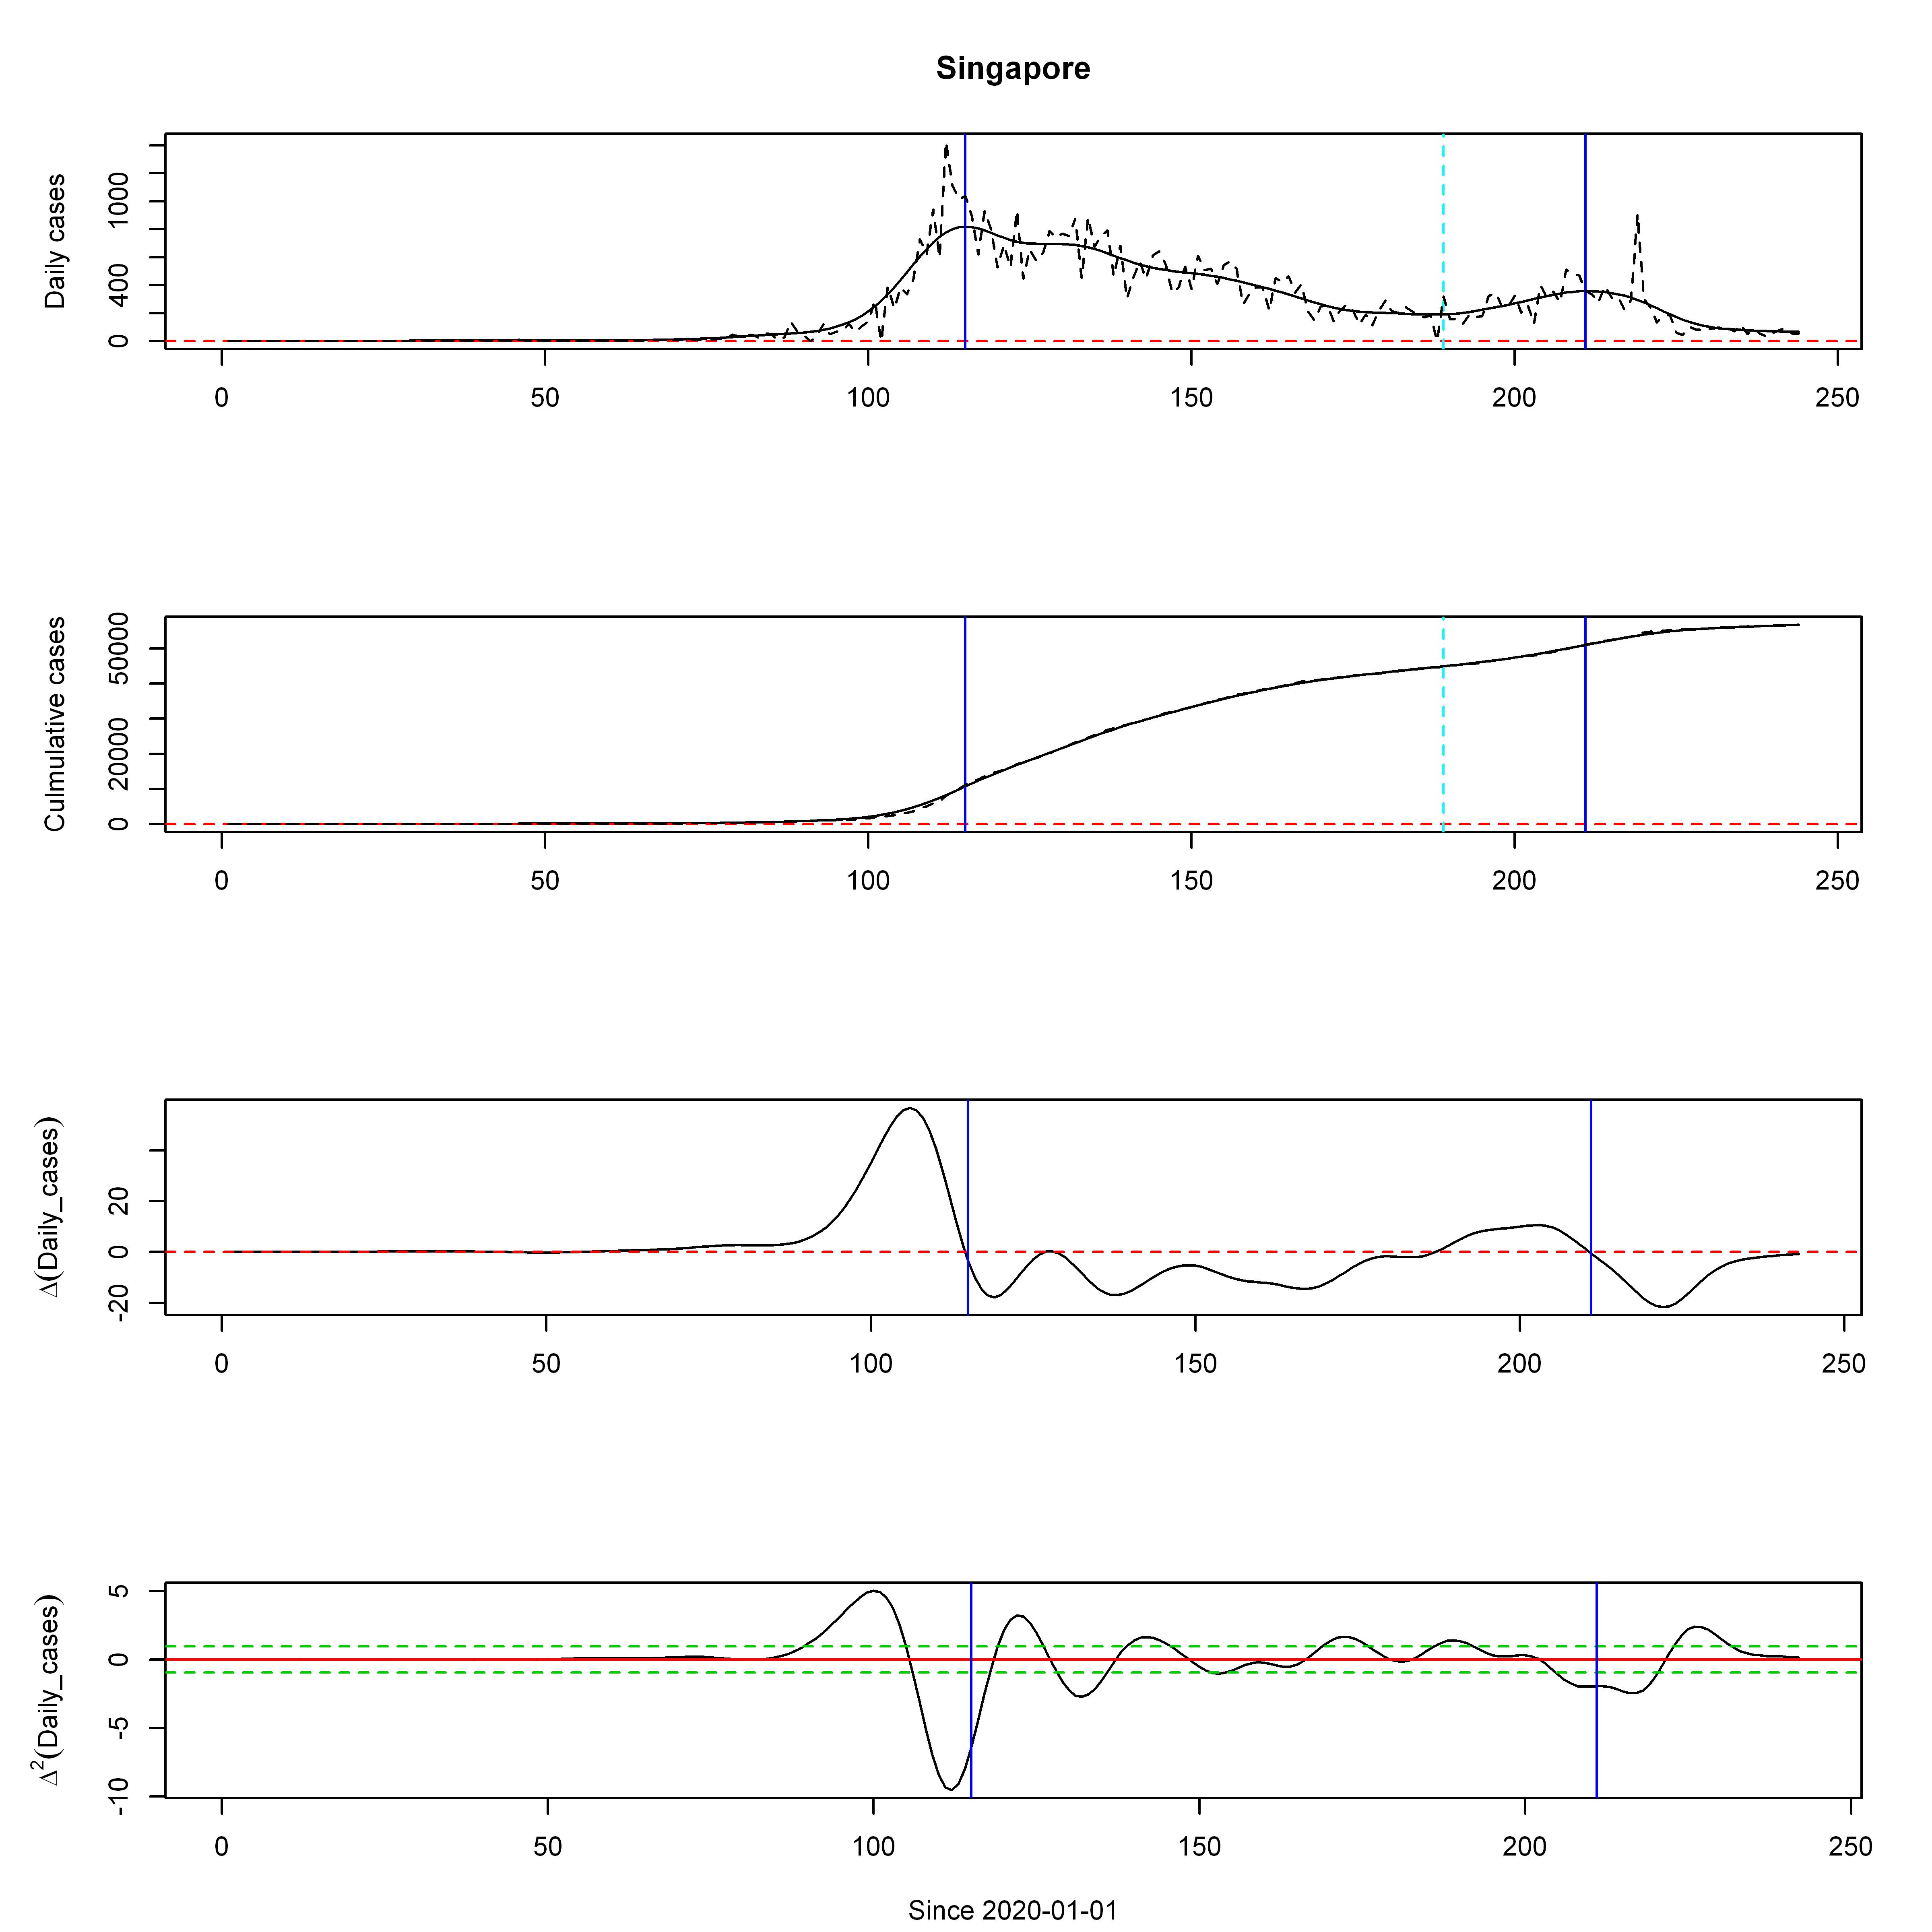 Singapore
Daily cases
1000
400
0
0 50 100 150 200 250
Culmulative cases
50000
20000
0
0 50 100 150 200 250
Δ(Daily_cases)
20
0
-20
0 50 100 150 200 250
Δ²(Daily_cases)
5
0
-5
-10
0 50 100 150 200 250
Since 2020-01-01